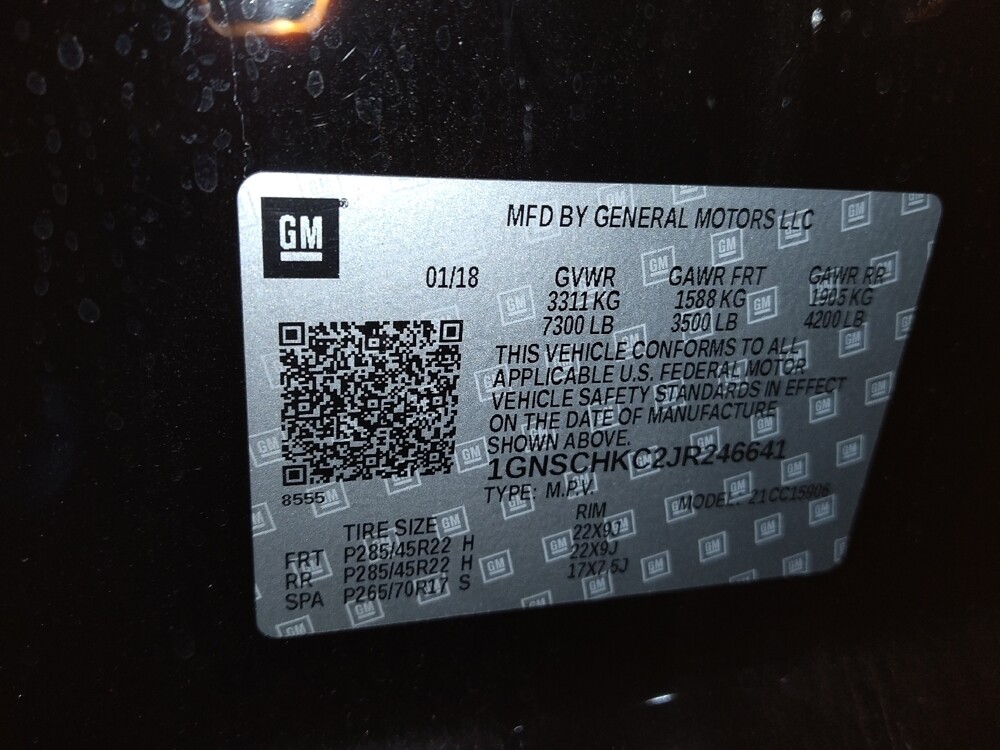 GM
MFD BY GENERAL MOTORS LLC
01/18 GVWR GAWR FRT GAWR RR
3311 KG 1588 KG 1905 KG
7300 LB 3500 LB 4200 LB
THIS VEHICLE CONFORMS TO ALL
APPLICABLE U.S. FEDERAL MOTOR
VEHICLE SAFETY STANDARDS IN EFFECT
ON THE DATE OF MANUFACTURE
SHOWN ABOVE.
1GNSCHKC2JR246641
8555
TYPE: M.P.V. MODEL: 21CC15906
TIRE SIZE RIM
FRT P285/45R22 H 22X9J
RR P285/45R22 H 22X9J
SPA P265/70R17 S 17X7.5J